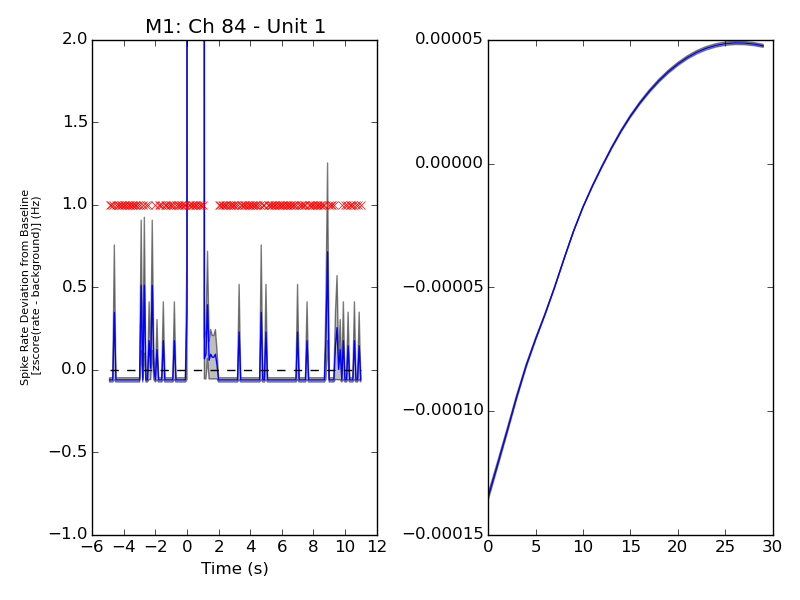 M1: Ch 84 - Unit 1
2.0
1.5
1.0
0.5
0.0
−0.5
−1.0
−6 −4 −2 0 2 4 6 8 10 12
Time (s)
Spike Rate Deviation from Baseline
[zscore(rate - background)] (Hz)
0.00005
0.00000
−0.00005
−0.00010
−0.00015
0 5 10 15 20 25 30